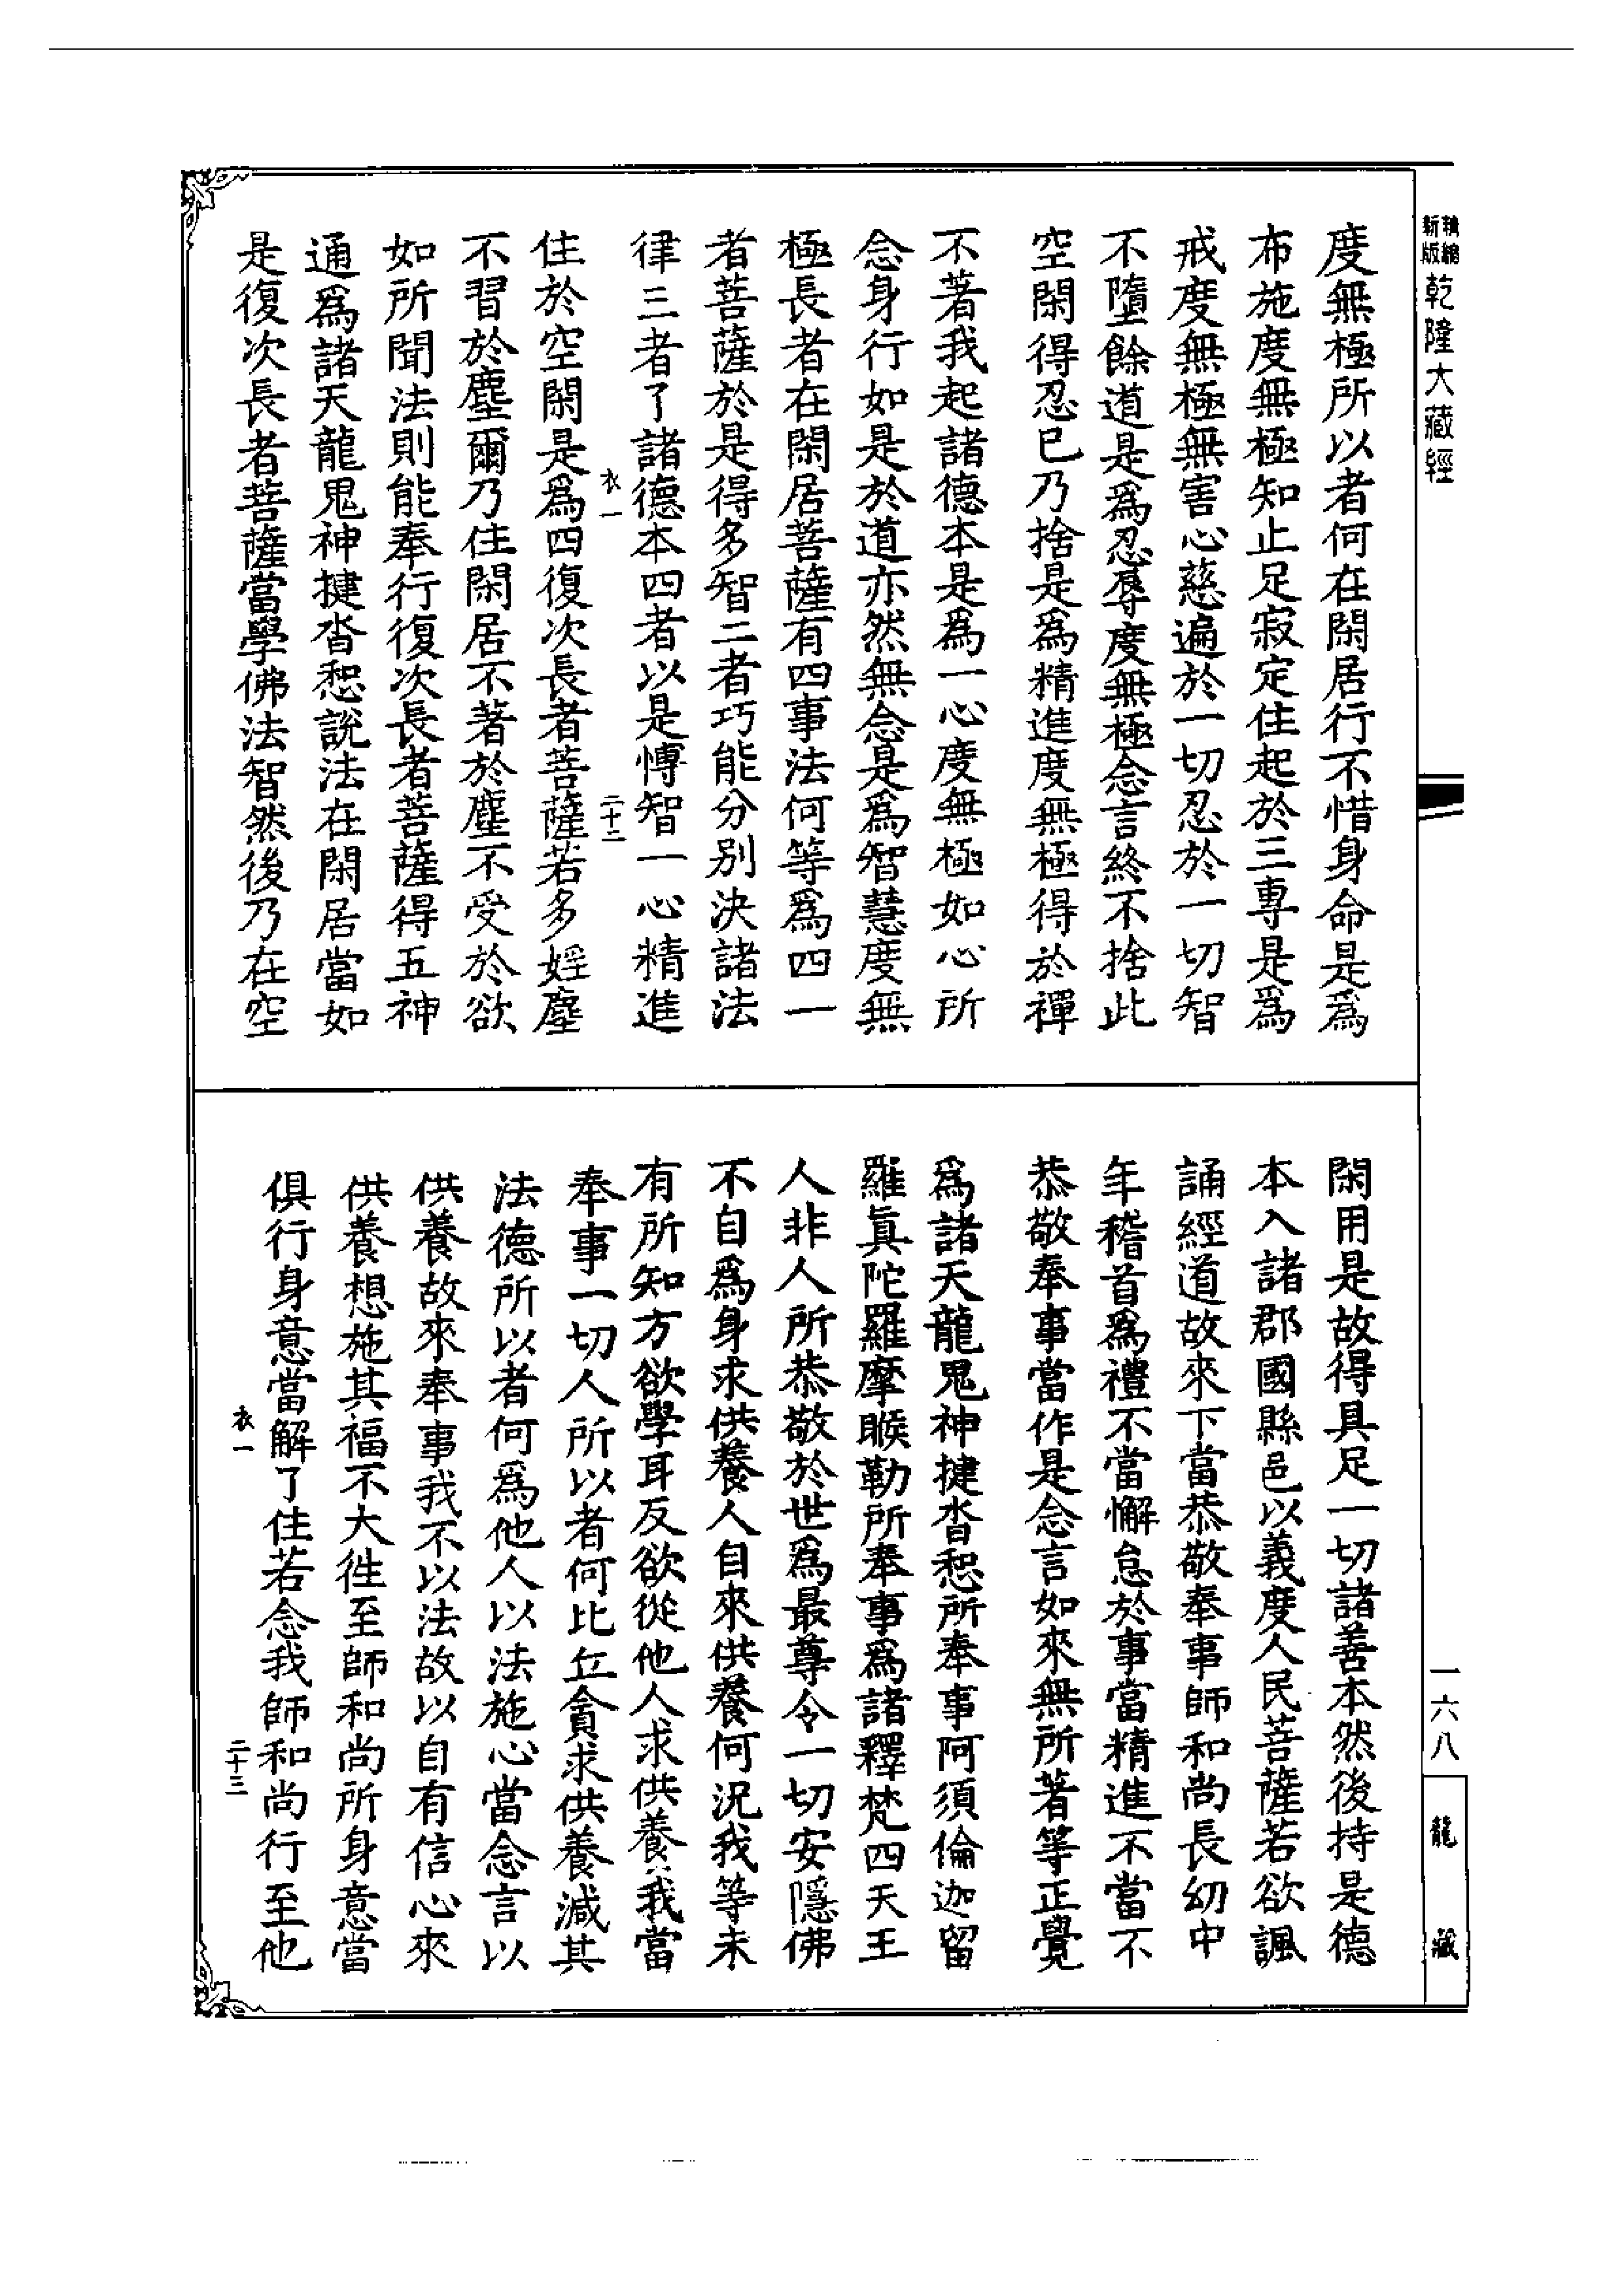 新版
輯縮
乾隆大藏經
度無極所以者何在閑居行不惜身命是爲
布施度無極知止足寂定住起於三專是爲
戒度無極無害心慈遍於一切忍於一切智
不墮餘道是爲忍辱度無極念言終不捨此
空閑得忍已乃捨是爲精進度無極得於禪
不著我起諸德本是爲一心度無極如心所
念身行如是於道亦然無念是爲智慧度無
極長者在閑居菩薩有四事法何等爲四一
者菩薩於是得多智二者巧能分別決諸法
律三者了諸德本四者以是博智一心精進
衣一
二十二
住於空閑是爲四復次長者菩薩若多婬塵
不習於塵爾乃住閑居不著於塵不受於欲
如所聞法則能奉行復次長者菩薩得五神
通爲諸天龍鬼神揵沓惒說法在閑居當如
是復次長者菩薩當學佛法智然後乃在空
閑用是故得具足一切諸善本然後持是德
本入諸郡國縣邑以義度人民菩薩若欲諷
誦經道故來下當恭敬奉事師和尚長幼中
年稽首爲禮不當懈怠於事當精進不當不
恭敬奉事當作是念言如來無所著等正覺
爲諸天龍鬼神揵沓惒所奉事阿須倫迦留
羅眞陀羅摩睺勒所奉事爲諸釋梵四天王
人非人所恭敬於世爲最尊令一切安隱佛
不自爲身求供養人自來供養何況我等未
有所知方欲學耳反欲從他人求供養我當
奉事一切人所以者何比丘貪求供養減其
法德所以者何爲他人以法施心當念言以
供養故來奉事我不以法故以自有信心來
供養想施其福不大徃至師和尚所身意當
俱行身意當解了住若念我師和尚行至他
衣一
二十三
一六八
龍藏